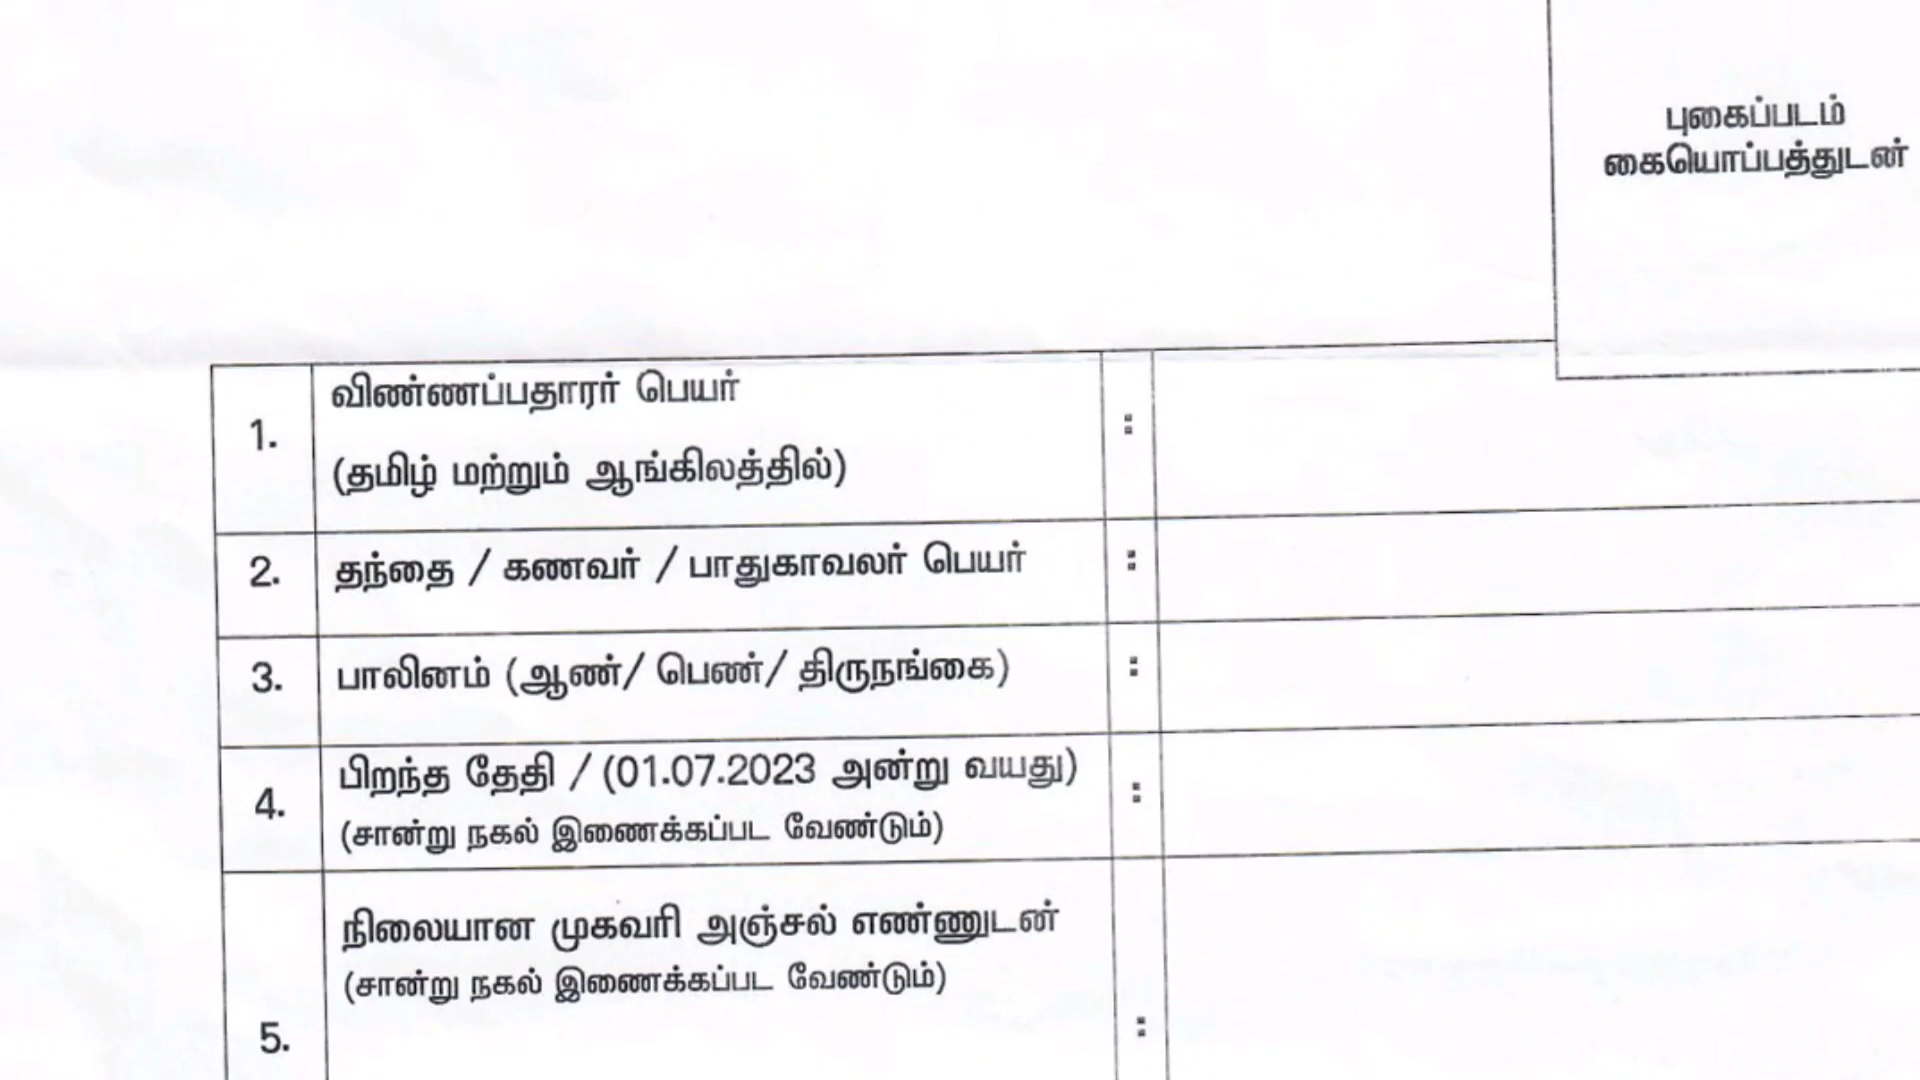 புகைப்படம்
கையொப்பத்துடன்
1. விண்ணப்பதாரர் பெயர் :
(தமிழ் மற்றும் ஆங்கிலத்தில்)
2. தந்தை / கணவர் / பாதுகாவலர் பெயர் :
3. பாலினம் (ஆண்/ பெண்/ திருநங்கை) :
4. பிறந்த தேதி / (01.07.2023 அன்று வயது) :
(சான்று நகல் இணைக்கப்பட வேண்டும்)
நிலையான முகவரி அஞ்சல் எண்ணுடன்
(சான்று நகல் இணைக்கப்பட வேண்டும்)
5. :